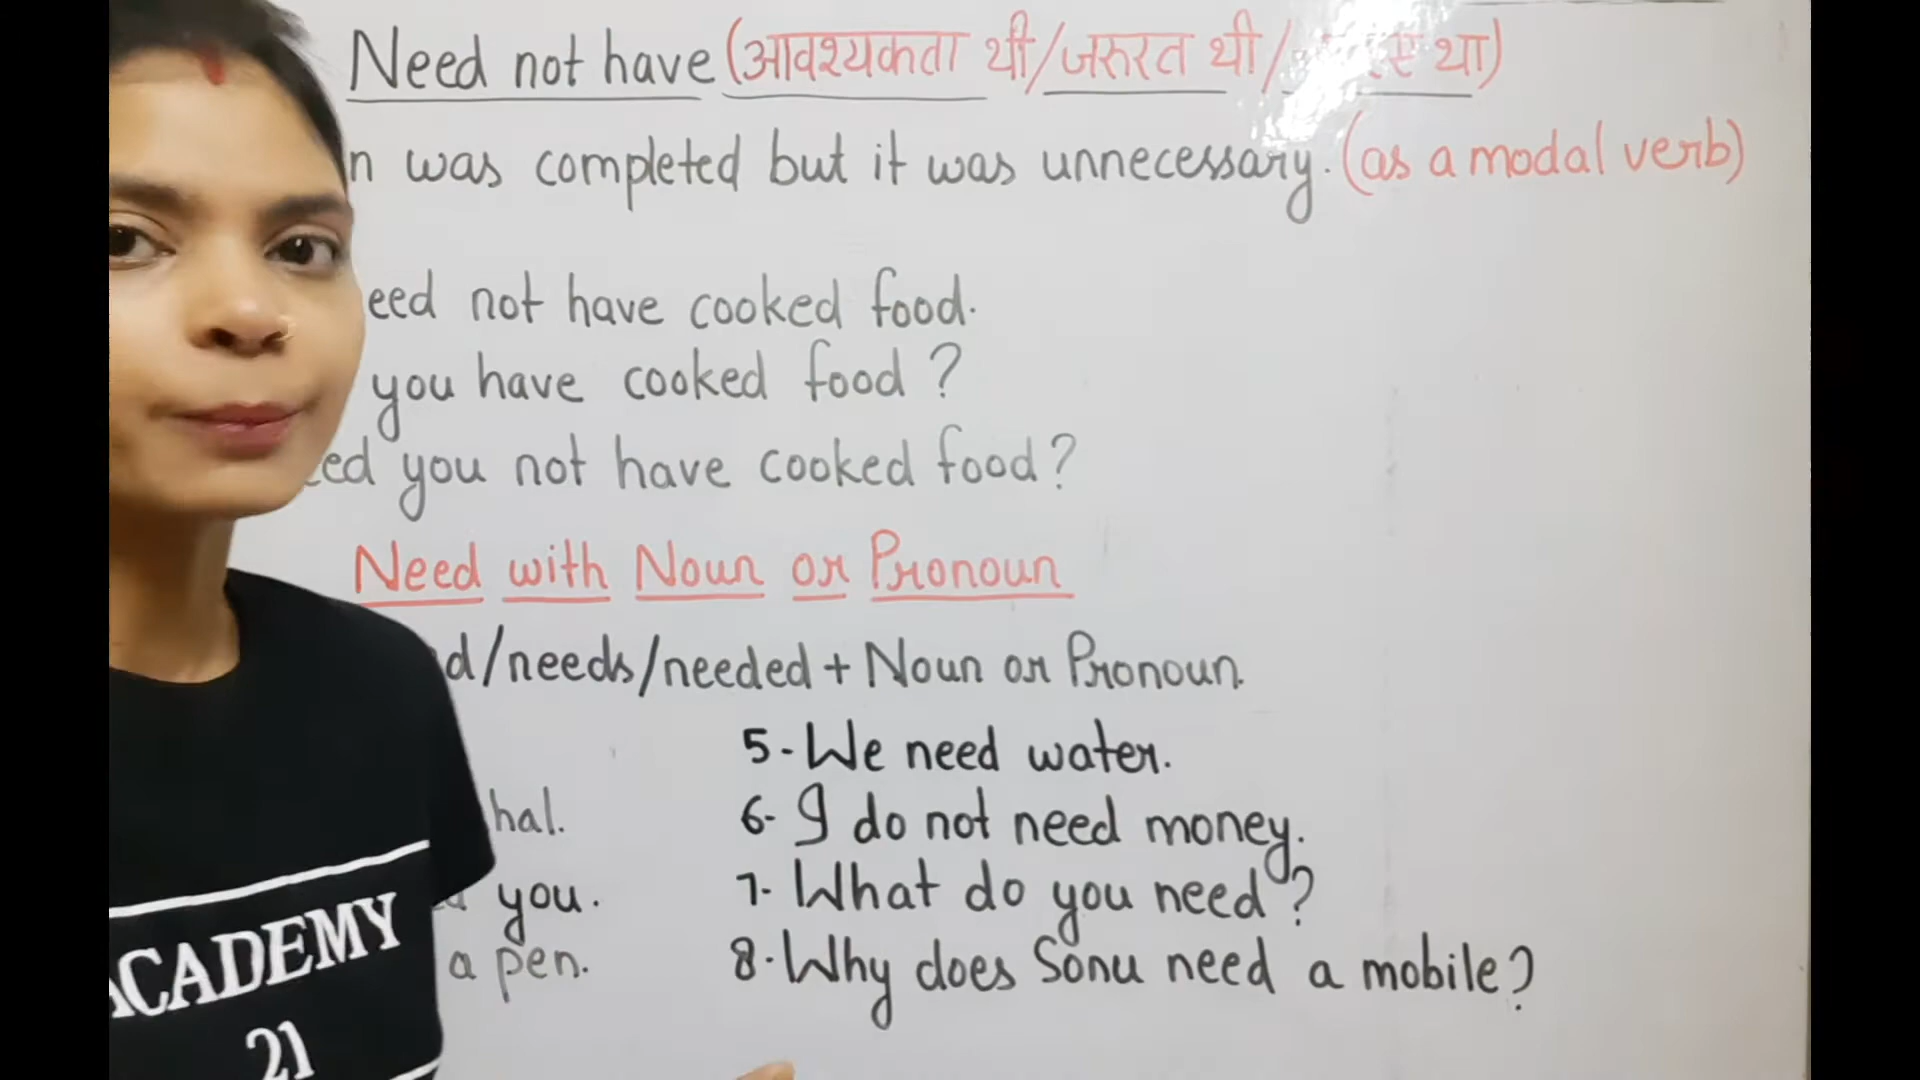 Need not have (आवश्यकता थी/जरुरत थी/ था)
was completed but it was unnecessary. (as a modal verb)
not have cooked food.
you have cooked food ?
you not have cooked food?
Need with Noun or Pronoun
/needs/needed + Noun or Pronoun.
5-We need water.
hal.
6- I do not need money.
you.
7- What do you need?
a pen.
8-Why does Sonu need a mobile?
ACADEMY
21